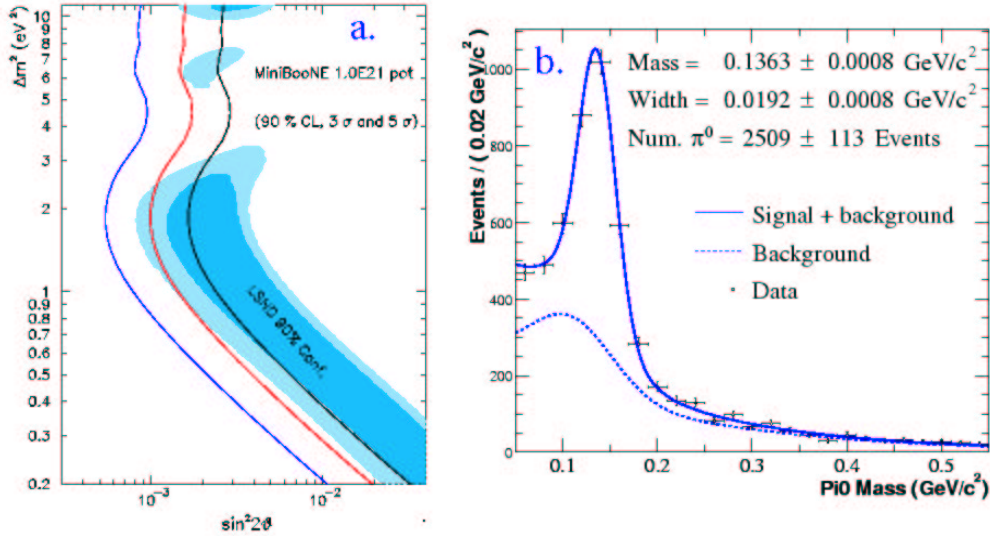 a.
Δm² (eV²)
10
7
6
5
4
3
2
1
0.9
0.8
0.7
0.6
0.5
0.4
0.3
0.2
MiniBooNE 1.0E21 pot
(90 % CL, 3 σ and 5 σ)
LSND 90% Conf.
10⁻³
10⁻²
sin²2θ
b.
Mass = 0.1363 ± 0.0008 GeV/c²
Width = 0.0192 ± 0.0008 GeV/c²
Num. π⁰ = 2509 ± 113 Events
Signal + background
Background
Data
Events / ( 0.02 GeV/c² )
1000
800
600
400
200
0
0.1
0.2
0.3
0.4
0.5
Pi0 Mass (GeV/c²)